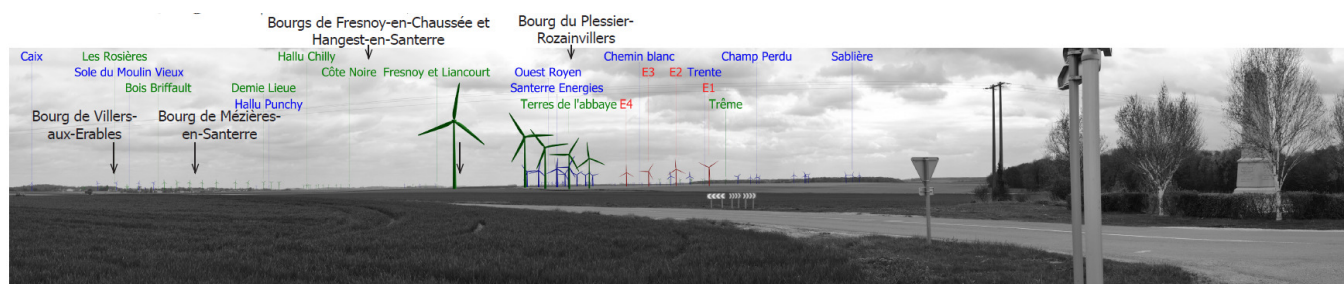 Bourgs de Fresnoy-en-Chaussée et
Hangest-en-Santerre
Bourg du Plessier-
Rozainvillers
Caix
Les Rosières
Hallu Chilly
Chemin blanc
Champ Perdu
Sablière
Sole du Moulin Vieux
Côte Noire
Fresnoy et Liancourt
Ouest Royen
E3
E2
Trente
Bois Briffault
Demie Lieue
Santerre Energies
E1
Hallu Punchy
Terres de l'abbaye
E4
Trême
Bourg de Villers-
aux-Erables
Bourg de Mézières-
en-Santerre